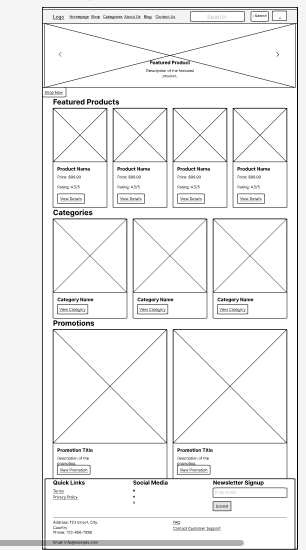 Logo Homepage Shop Categories About Us Blog Contact Us Search Search
Featured Product
Description of the featured
product.
Shop Now
Featured Products
Product Name Product Name Product Name Product Name
Price: $99.99 Price: $99.99 Price: $99.99 Price: $99.99
Rating: 4.5/5 Rating: 4.5/5 Rating: 4.5/5 Rating: 4.5/5
View Details View Details View Details View Details
Categories
Category Name Category Name Category Name
View Category View Category View Category
Promotions
Promotion Title Promotion Title
Description of the Description of the
promotion. promotion.
View Promotion View Promotion
Quick Links Social Media Newsletter Signup
Terms
Privacy Policy
Enter email
Submit
Address: 123 Street, City, FAQ
Country Contact Customer Support
Phone: 123-456-7890
Email: info@example.com